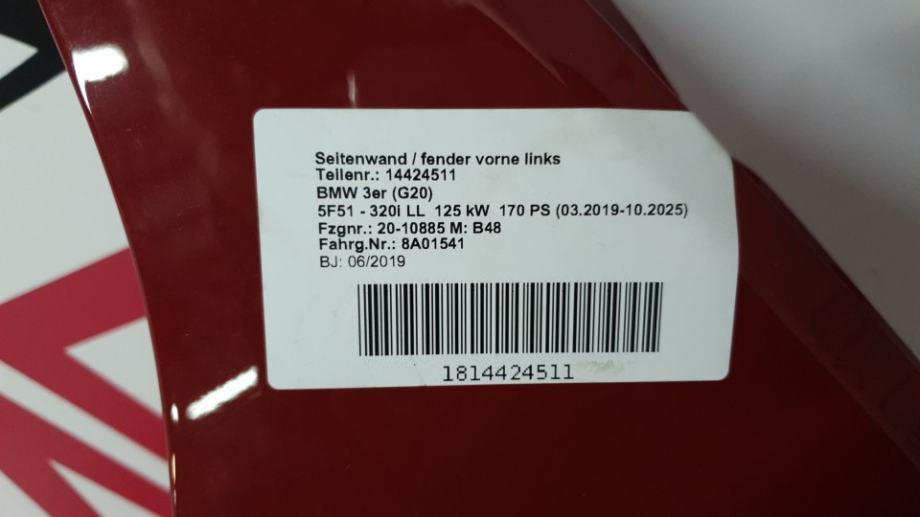 Seitenwand / fender vorne links
Teilenr.: 14424511
BMW 3er (G20)
5F51 - 320i LL 125 kW 170 PS (03.2019-10.2025)
Fzgnr.: 20-10885 M: B48
Fahrg.Nr.: 8A01541
BJ: 06/2019
1814424511